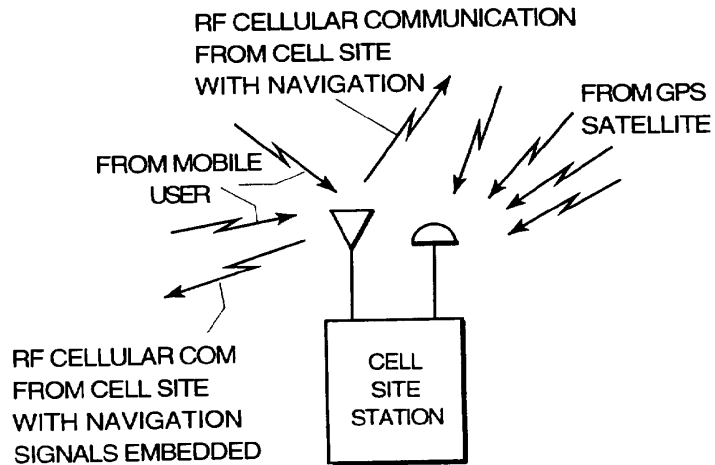 RF CELLULAR COMMUNICATION
FROM CELL SITE
WITH NAVIGATION
FROM GPS
SATELLITE
FROM MOBILE
USER
RF CELLULAR COM
FROM CELL SITE
WITH NAVIGATION
SIGNALS EMBEDDED
CELL
SITE
STATION